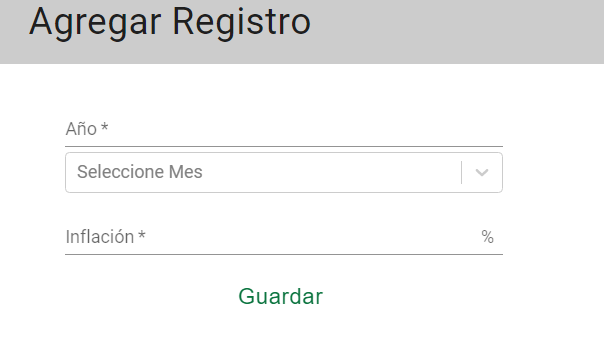 Agregar Registro
Año *
Seleccione Mes
Inflación * %
Guardar